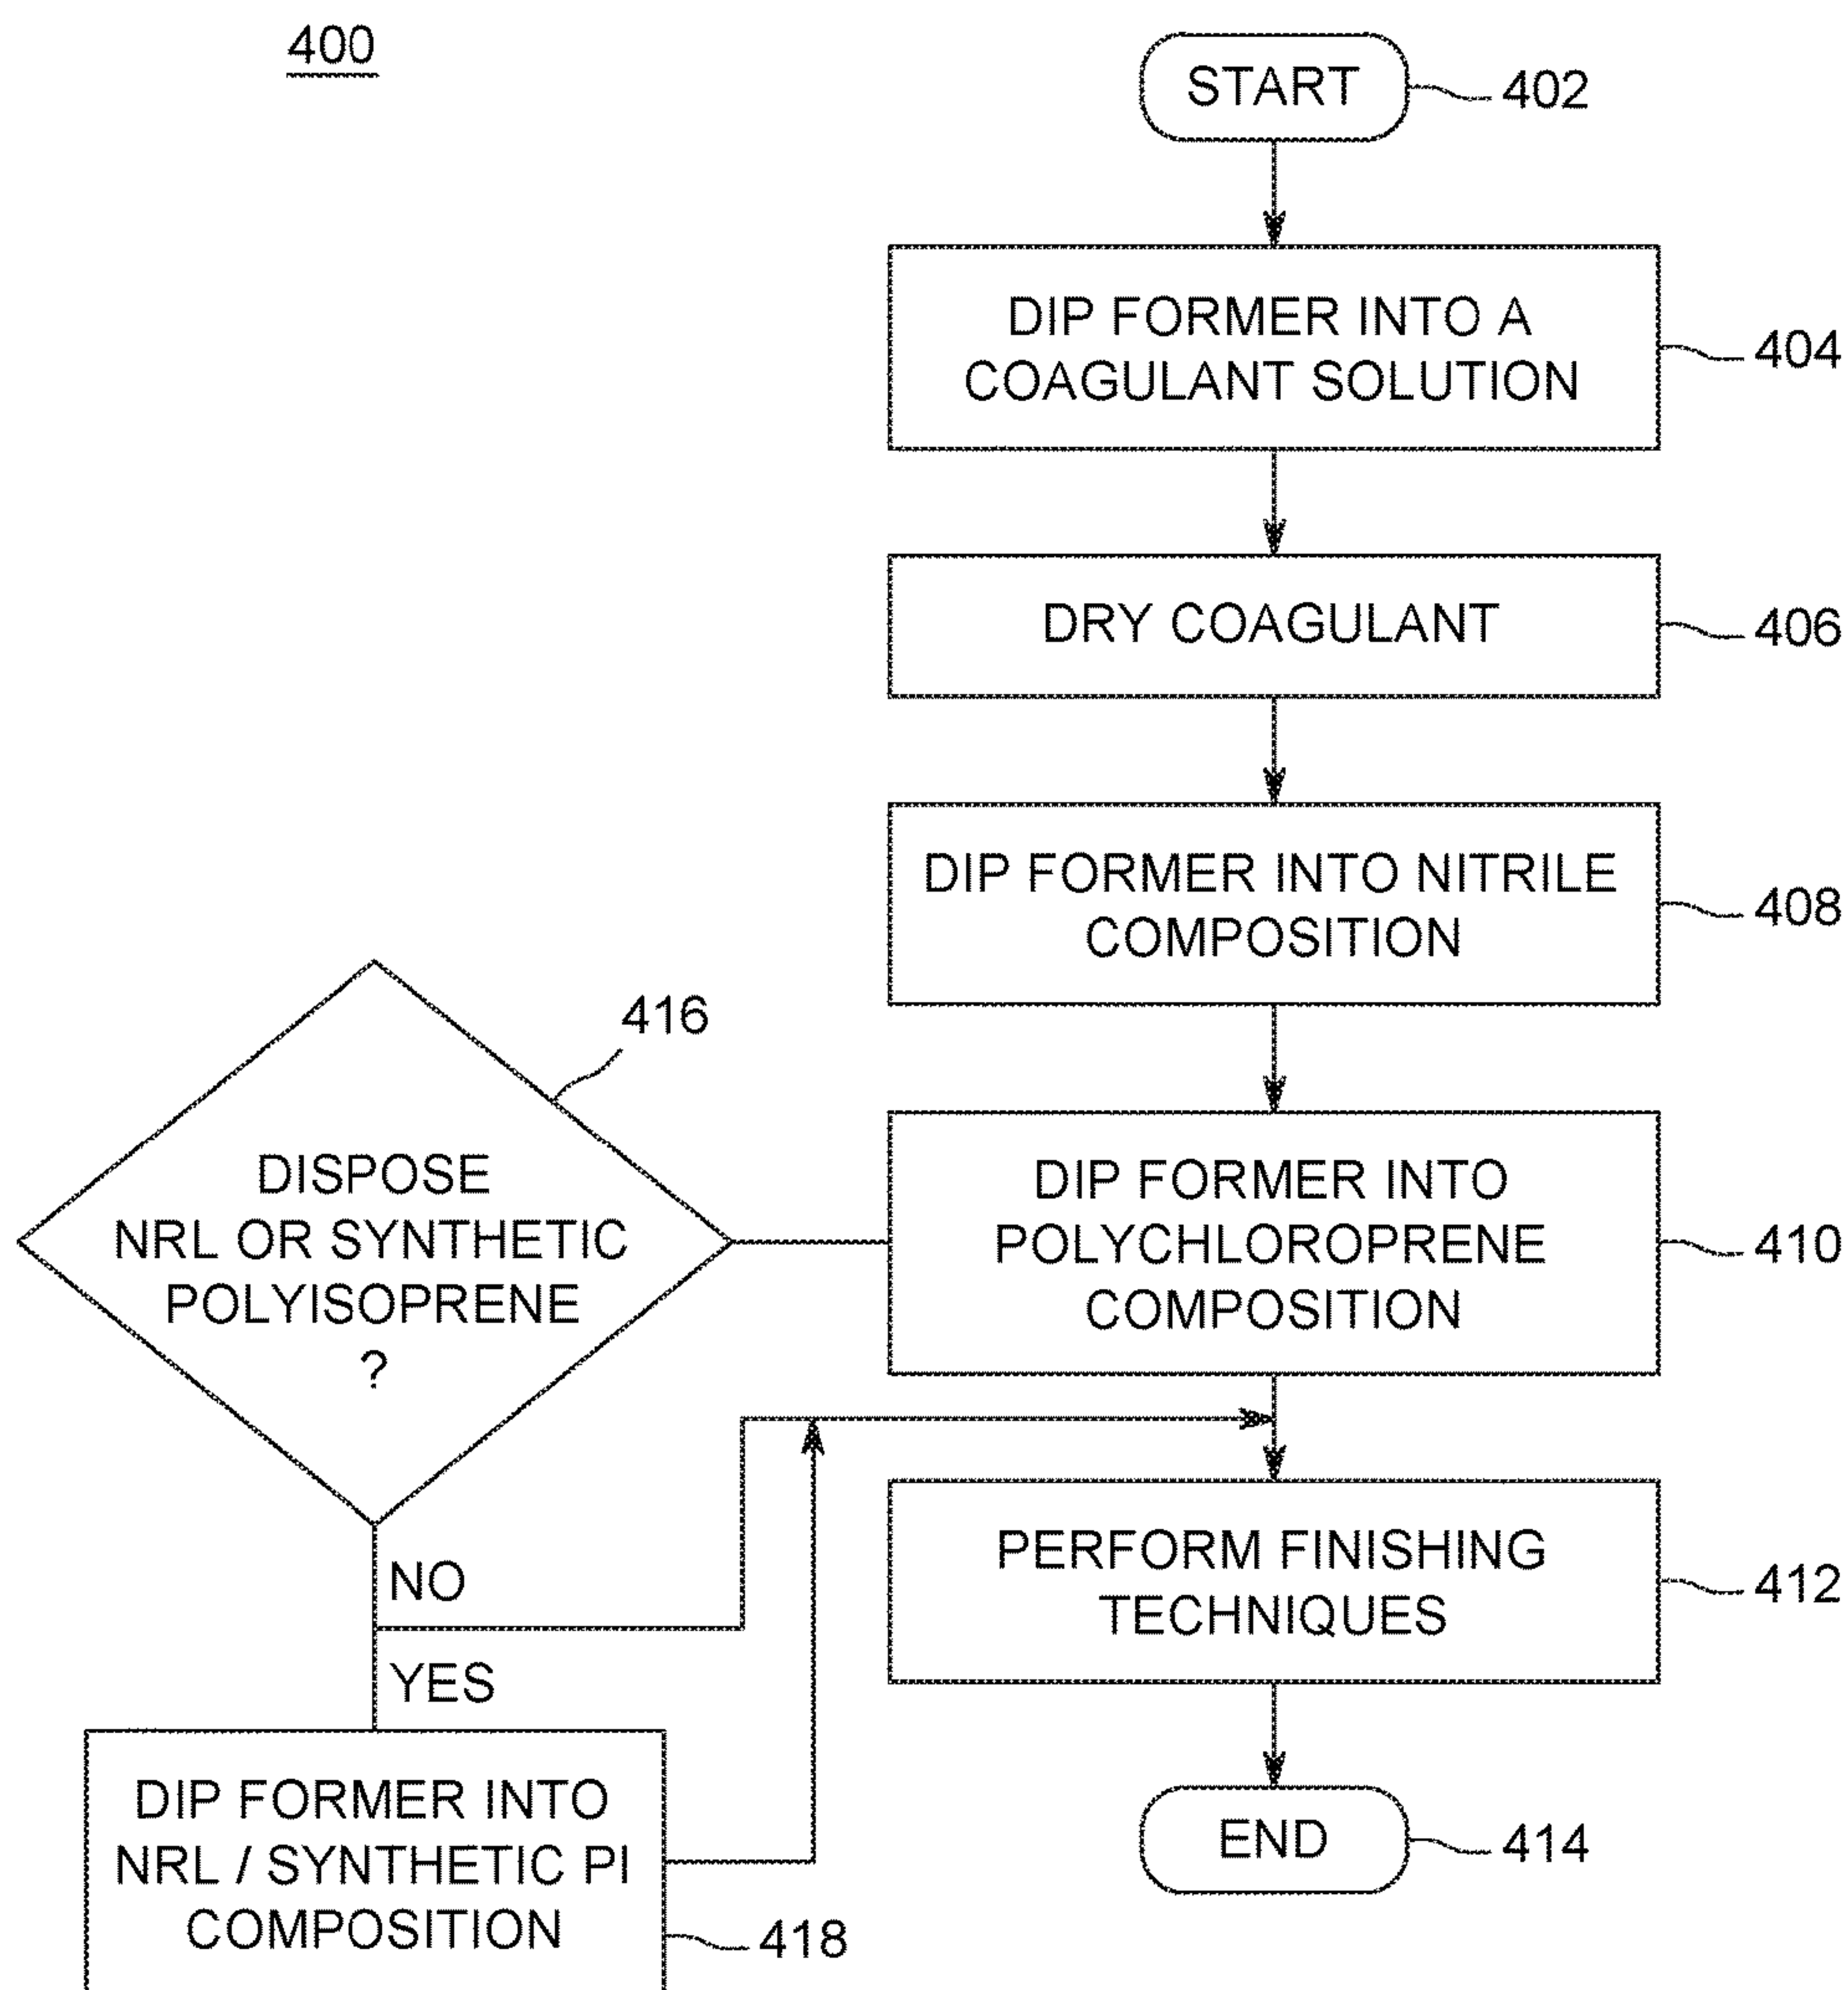 400
START
402
DIP FORMER INTO A
COAGULANT SOLUTION
404
DRY COAGULANT
406
DIP FORMER INTO NITRILE
COMPOSITION
408
416
DISPOSE
NRL OR SYNTHETIC
POLYISOPRENE
?
DIP FORMER INTO
POLYCHLOROPRENE
COMPOSITION
410
NO
YES
PERFORM FINISHING
TECHNIQUES
412
DIP FORMER INTO
NRL / SYNTHETIC PI
COMPOSITION
418
END
414